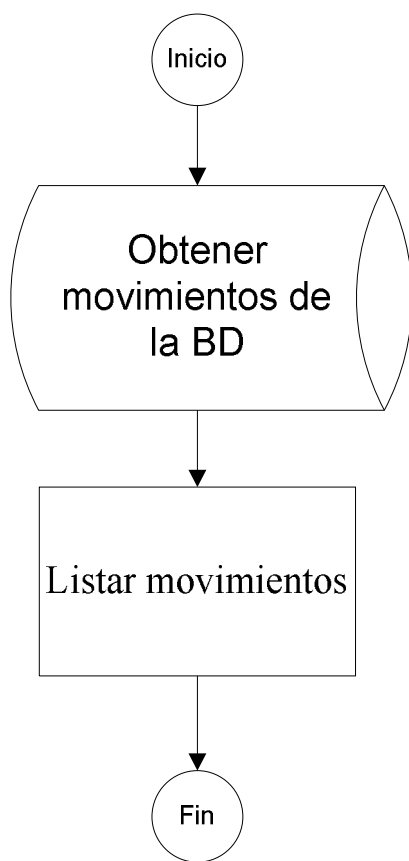 Inicio
Obtener
movimientos de
la BD
Listar movimientos
Fin